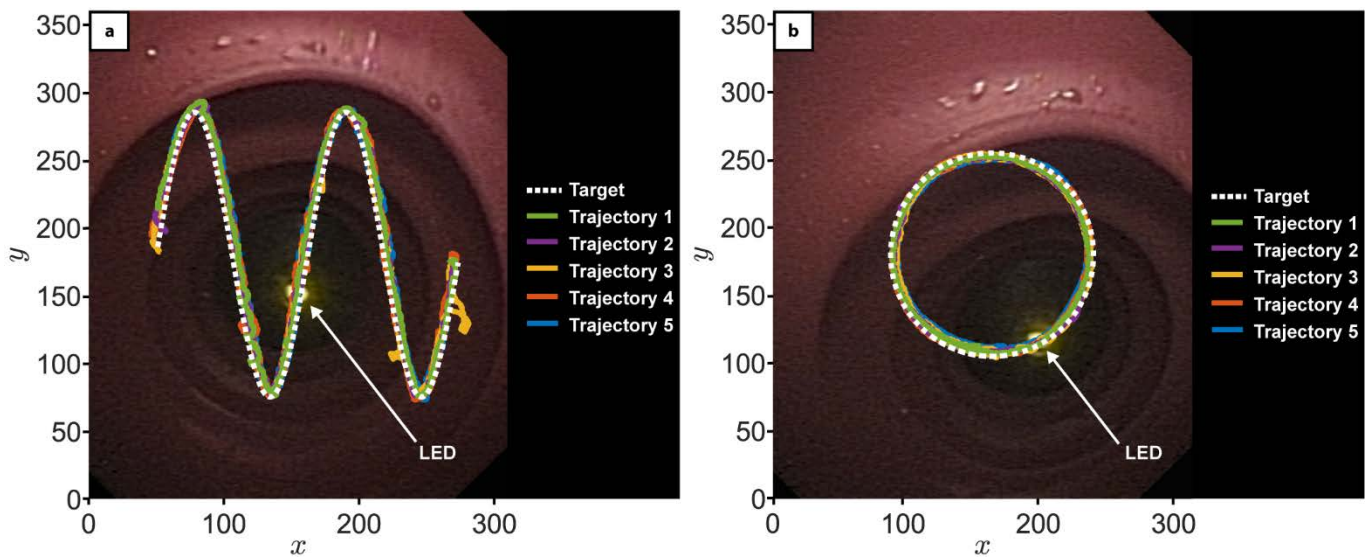 a
350
300
250
200
150
100
50
0
y
0
100
200
300
x
Target
Trajectory 1
Trajectory 2
Trajectory 3
Trajectory 4
Trajectory 5
LED
b
350
300
250
200
150
100
50
0
y
0
100
200
300
x
Target
Trajectory 1
Trajectory 2
Trajectory 3
Trajectory 4
Trajectory 5
LED